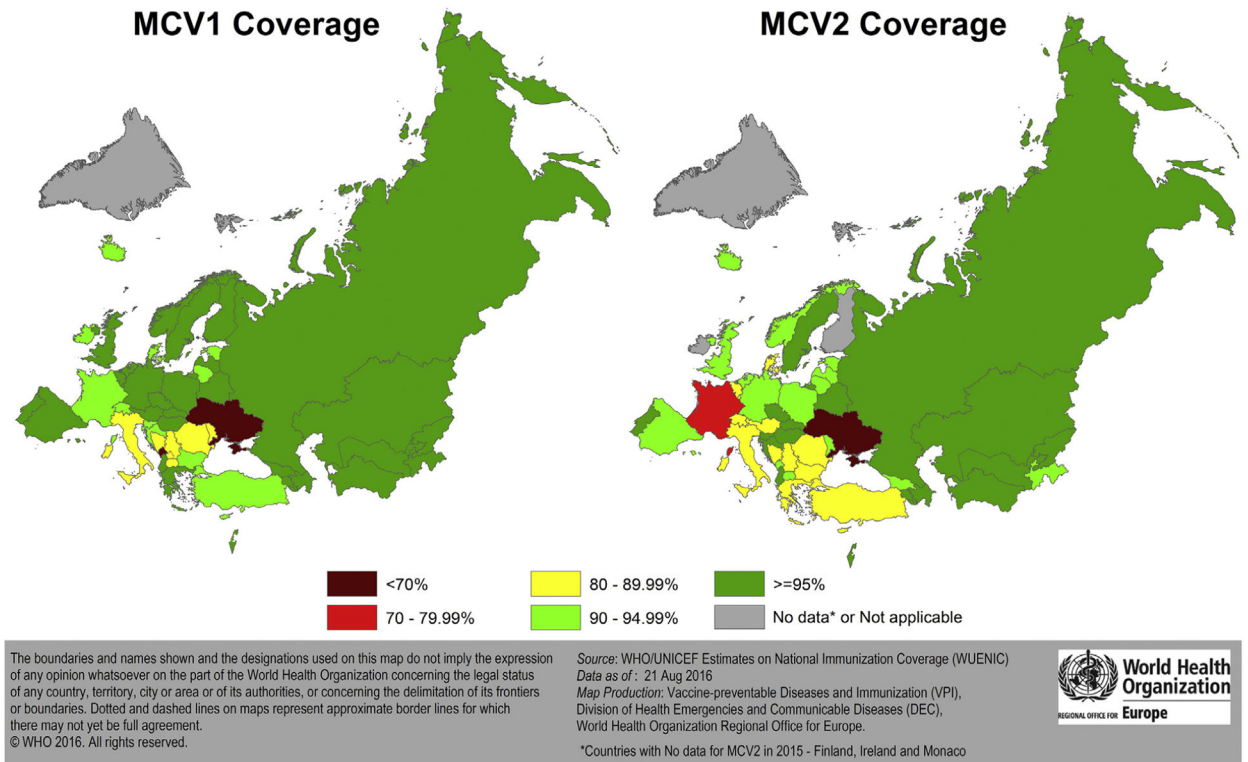 MCV1 Coverage
MCV2 Coverage
<70%
80 - 89.99%
>=95%
70 - 79.99%
90 - 94.99%
No data* or Not applicable
The boundaries and names shown and the designations used on this map do not imply the expression
of any opinion whatsoever on the part of the World Health Organization concerning the legal status
of any country, territory, city or area or of its authorities, or concerning the delimitation of its frontiers
or boundaries. Dotted and dashed lines on maps represent approximate border lines for which
there may not yet be full agreement.
© WHO 2016. All rights reserved.
Source: WHO/UNICEF Estimates on National Immunization Coverage (WUENIC)
Data as of : 21 Aug 2016
Map Production: Vaccine-preventable Diseases and Immunization (VPI),
Division of Health Emergencies and Communicable Diseases (DEC),
World Health Organization Regional Office for Europe.
*Countries with No data for MCV2 in 2015 - Finland, Ireland and Monaco
World Health
Organization
REGIONAL OFFICE FOR Europe